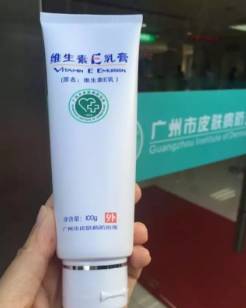 维生素E乳膏
VITAMIN E EMULSION
(原名：维生素E乳)
净含量：100g
外
广州市皮肤病防治所
广州市皮肤病防
Guangzhou Institute of Derm